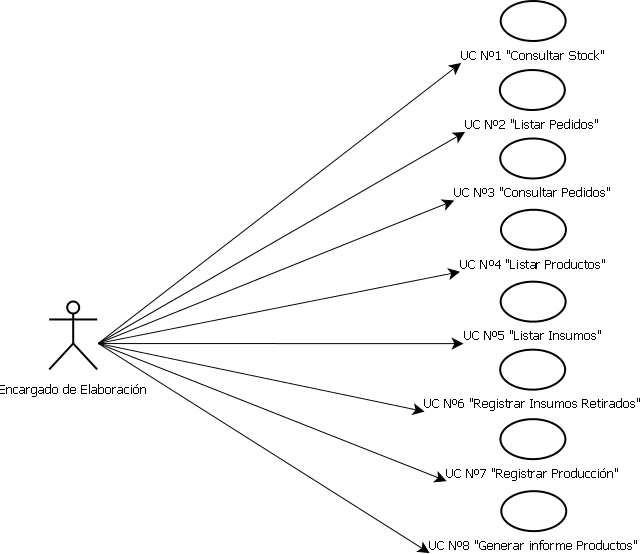 UC Nº1 "Consultar Stock"
UC Nº2 "Listar Pedidos"
UC Nº3 "Consultar Pedidos"
UC Nº4 "Listar Productos"
UC Nº5 "Listar Insumos"
Encargado de Elaboración
UC Nº6 "Registrar Insumos Retirados"
UC Nº7 "Registrar Producción"
UC Nº8 "Generar informe Productos"